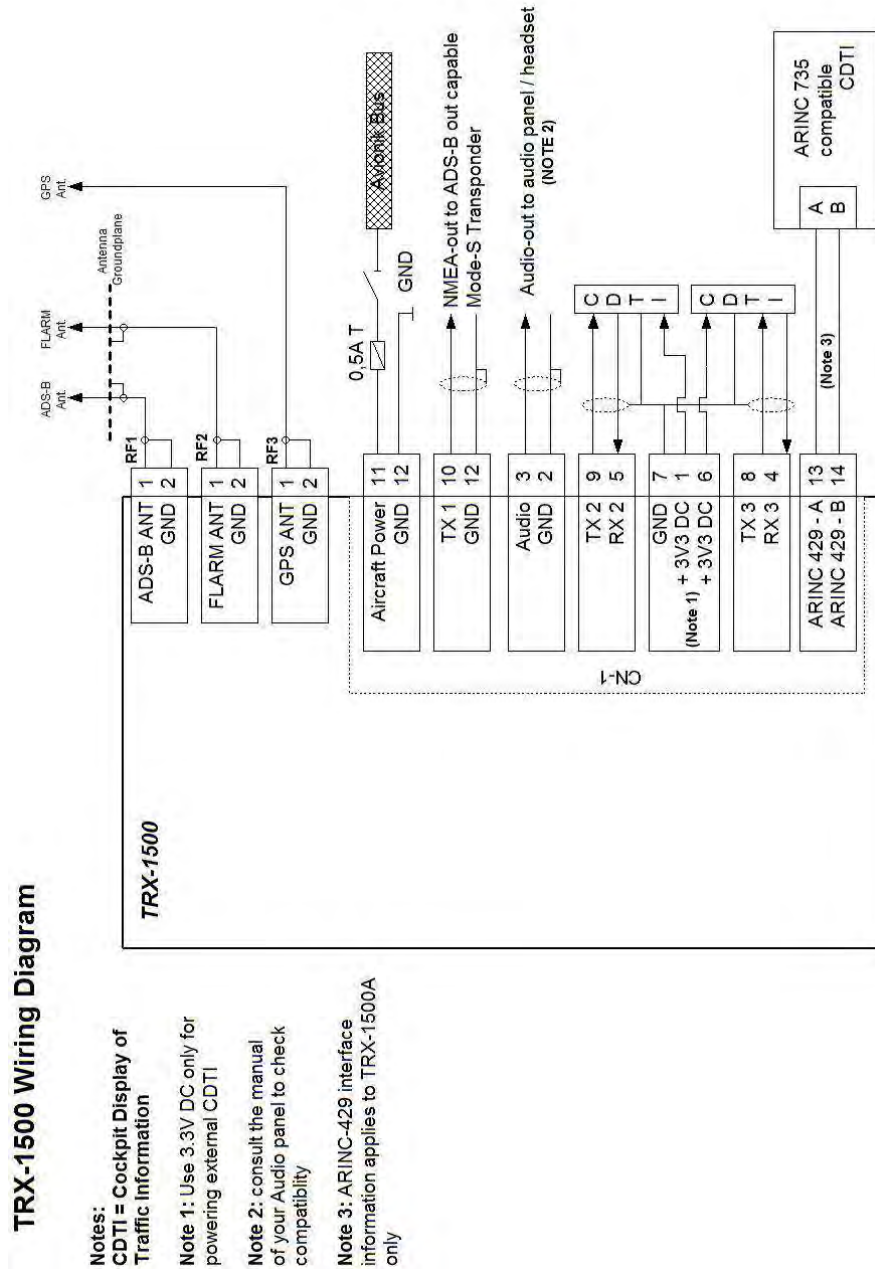 TRX-1500 Wiring Diagram
Notes:
CDTI = Cockpit Display of
Traffic Information
Note 1: Use 3.3V DC only for
powering external CDTI
Note 2: consult the manual
of your Audio panel to check
compatiblity
Note 3: ARINC-429 interface
information applies to TRX-1500A
only
TRX-1500
ADS-B ANT 1
GND 2
RF1
FLARM ANT 1
GND 2
RF2
GPS ANT 1
GND 2
RF3
ADS-B
Ant.
FLARM
Ant.
GPS
Ant.
Antenna
Groundplane
CN-1
Aircraft Power 11
GND 12
0,5A T
GND
Avionik Bus
TX 1 10
GND 12
NMEA-out to ADS-B out capable
Mode-S Transponder
Audio 3
GND 2
Audio-out to audio panel / headset
(NOTE 2)
TX 2 9
RX 2 5
GND 7
(Note 1) + 3V3 DC 1
+ 3V3 DC 6
TX 3 8
RX 3 4
C D T I
C D T I
ARINC 429 - A 13
ARINC 429 - B 14
(Note 3)
A
B
ARINC 735
compatible
CDTI